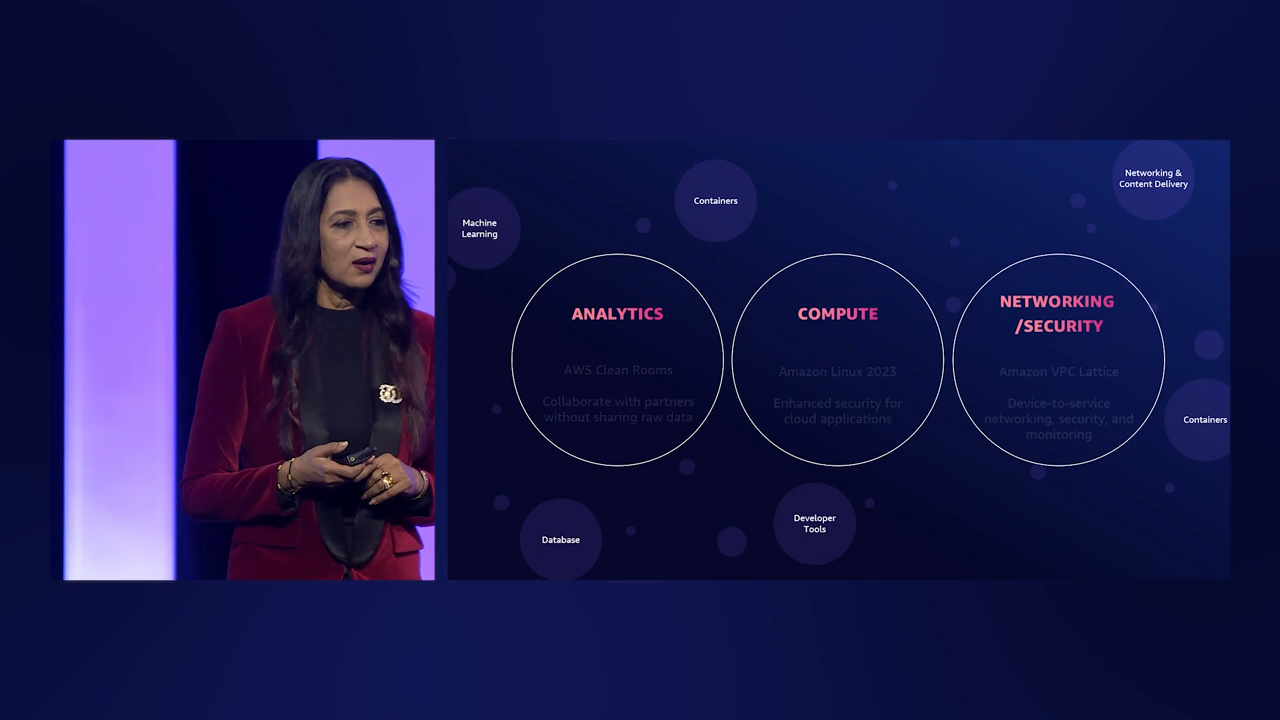 Machine
Learning
Containers
Networking &
Content Delivery
ANALYTICS
AWS Clean Rooms
Collaborate with partners
without sharing raw data
COMPUTE
Amazon Linux 2023
Enhanced security for
cloud applications
NETWORKING
/SECURITY
Amazon VPC Lattice
Device-to-service
networking, security, and
monitoring
Containers
Database
Developer
Tools